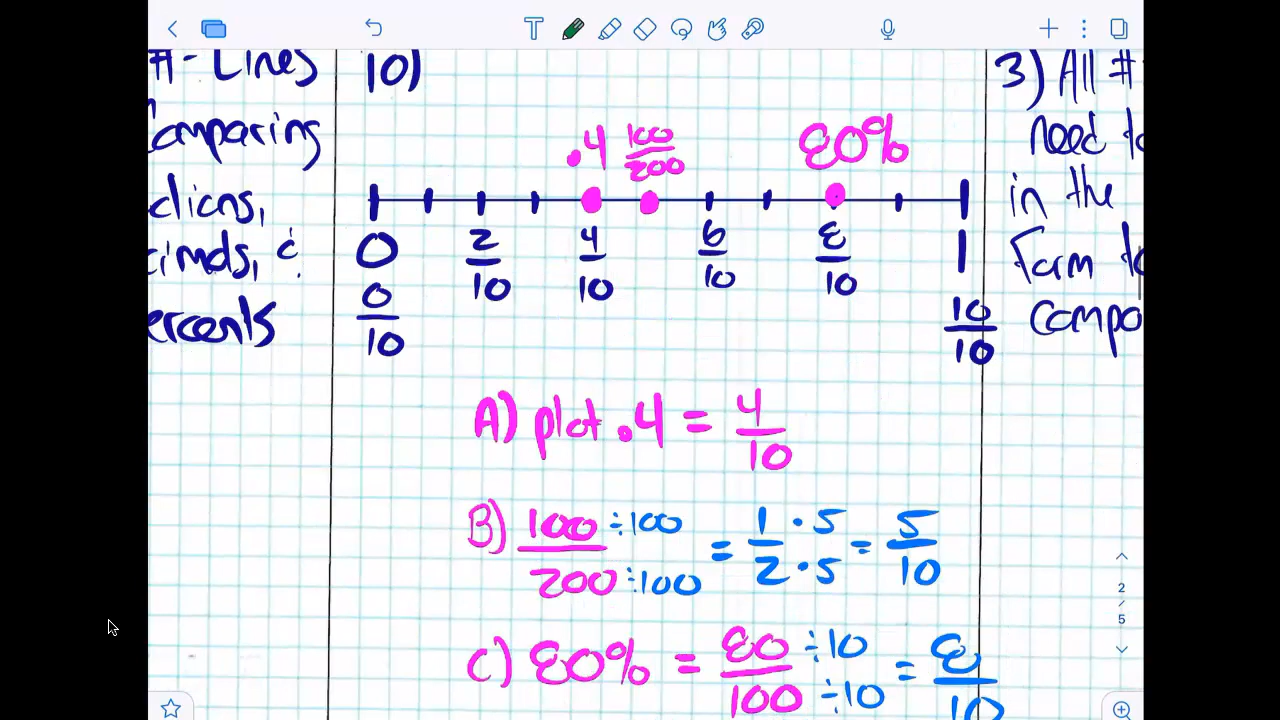 #-Lines
Comparing
ctions,
cimals, &
ercents
10)
.4 100/200 80%
0 2/10 4/10 6/10 8/10 1
0/10 10/10
A) plot .4 = 4/10
B) 100÷100/200÷100 = 1·5/2·5 = 5/10
C) 80% = 80÷10/100÷10 = 8/10
3) All #
need to
in the
form to
compa
2
/
5
T